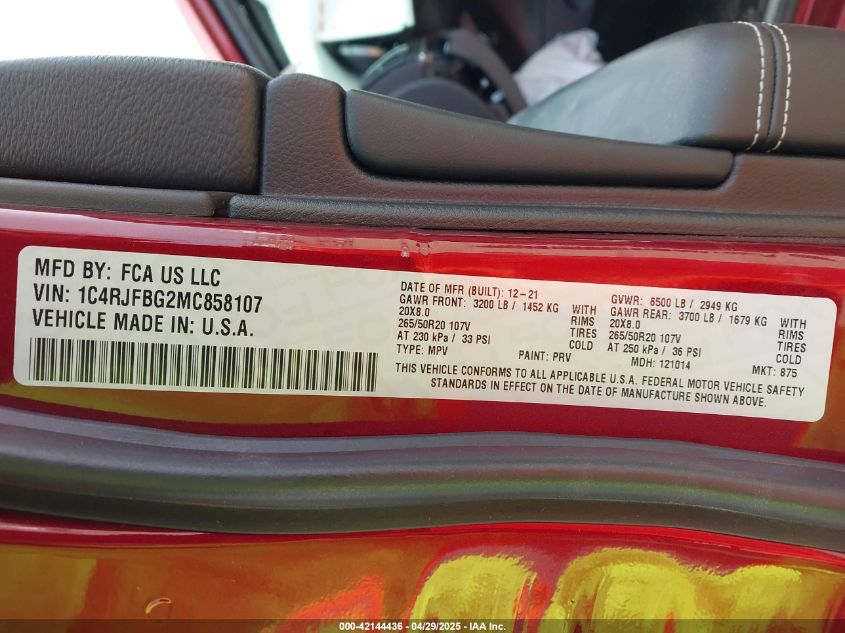 MFD BY: FCA US LLC
VIN: 1C4RJFBG2MC858107
VEHICLE MADE IN: U.S.A.
DATE OF MFR (BUILT): 12-21
GAWR FRONT: 3200 LB / 1452 KG WITH
20X8.0 RIMS
265/50R20 107V TIRES
AT 230 kPa / 33 PSI COLD
GVWR: 6500 LB / 2949 KG
GAWR REAR: 3700 LB / 1679 KG WITH
20X8.0 RIMS
265/50R20 107V TIRES
AT 250 kPa / 36 PSI COLD
TYPE: MPV PAINT: PRV MDH: 121014 MKT: 875
THIS VEHICLE CONFORMS TO ALL APPLICABLE U.S.A. FEDERAL MOTOR VEHICLE SAFETY
STANDARDS IN EFFECT ON THE DATE OF MANUFACTURE SHOWN ABOVE.
000-42144436 - 04/29/2025 - IAA Inc.